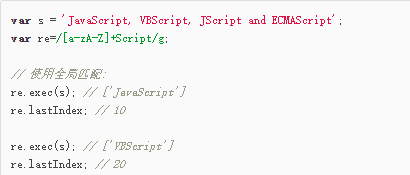 var s = 'JavaScript, VBScript, JScript and ECMAScript';
var re=/[a-zA-Z]+Script/g;
// 使用全局匹配:
re.exec(s); // ['JavaScript']
re.lastIndex; // 10
re.exec(s); // ['VBScript']
re.lastIndex; // 20